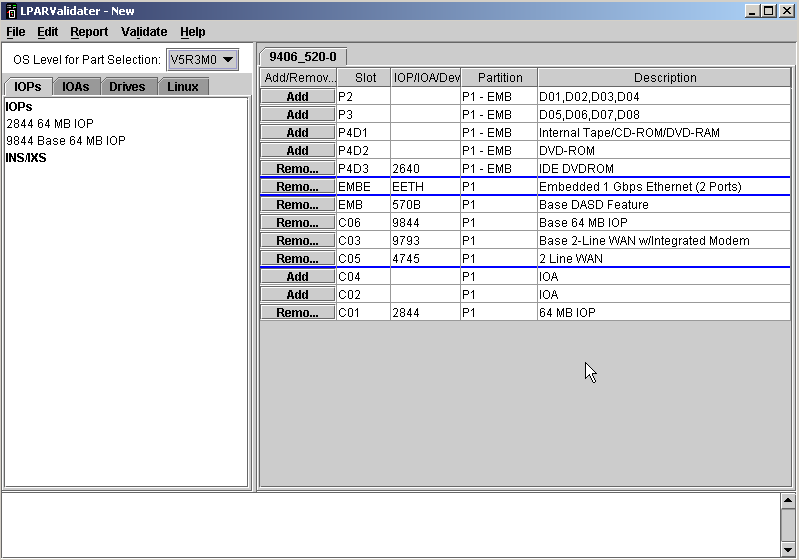 LPARValidater - New
File Edit Report Validate Help
OS Level for Part Selection: V5R3M0
IOPs IOAs Drives Linux
IOPs
2844 64 MB IOP
9844 Base 64 MB IOP
INS/IXS
9406_520-0
Add/Remov... Slot IOP/IOA/Dev Partition Description
Add P2 P1 - EMB D01,D02,D03,D04
Add P3 P1 - EMB D05,D06,D07,D08
Add P4D1 P1 - EMB Internal Tape/CD-ROM/DVD-RAM
Add P4D2 P1 - EMB DVD-ROM
Remo... P4D3 2640 P1 - EMB IDE DVDROM
Remo... EMBE EETH P1 Embedded 1 Gbps Ethernet (2 Ports)
Remo... EMB 570B P1 Base DASD Feature
Remo... C06 9844 P1 Base 64 MB IOP
Remo... C03 9793 P1 Base 2-Line WAN w/Integrated Modem
Remo... C05 4745 P1 2 Line WAN
Add C04 P1 IOA
Add C02 P1 IOA
Remo... C01 2844 P1 64 MB IOP